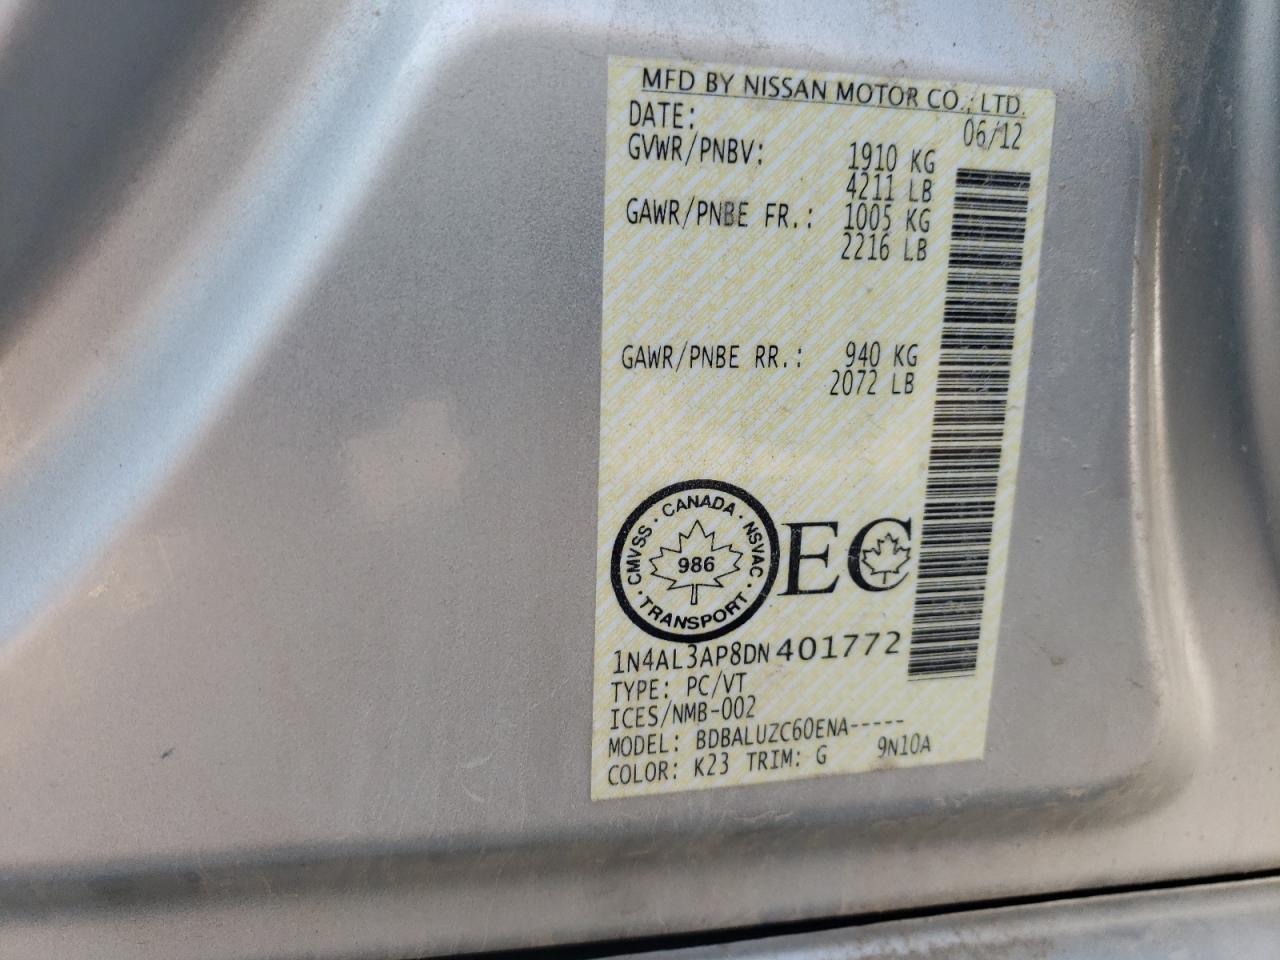 MFD BY NISSAN MOTOR CO., LTD.
DATE: 06/12
GVWR/PNBV: 1910 KG
4211 LB
GAWR/PNBE FR.: 1005 KG
2216 LB
GAWR/PNBE RR.: 940 KG
2072 LB
CMVSS · CANADA · NSVAC · TRANSPORT ·
986
EC
1N4AL3AP8DN401772
TYPE: PC/VT
ICES/NMB-002
MODEL: BDBALUZC60ENA-----
COLOR: K23 TRIM: G 9N10A